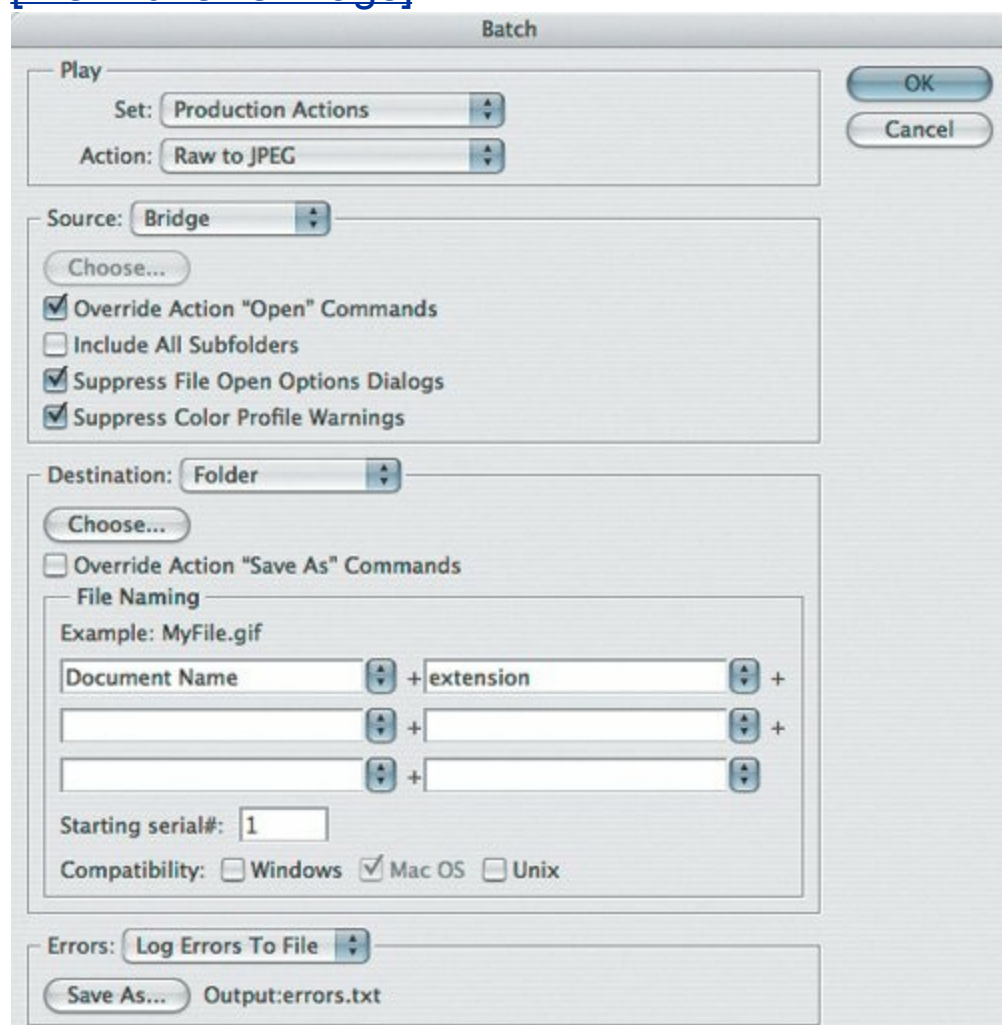 Batch
Play
Set: Production Actions
Action: Raw to JPEG
OK
Cancel
Source: Bridge
Choose...
Override Action “Open” Commands
Include All Subfolders
Suppress File Open Options Dialogs
Suppress Color Profile Warnings
Destination: Folder
Choose...
Override Action “Save As” Commands
File Naming
Example: MyFile.gif
Document Name + extension +
+ +
+
Starting serial#: 1
Compatibility: Windows Mac OS Unix
Errors: Log Errors To File
Save As... Output:errors.txt